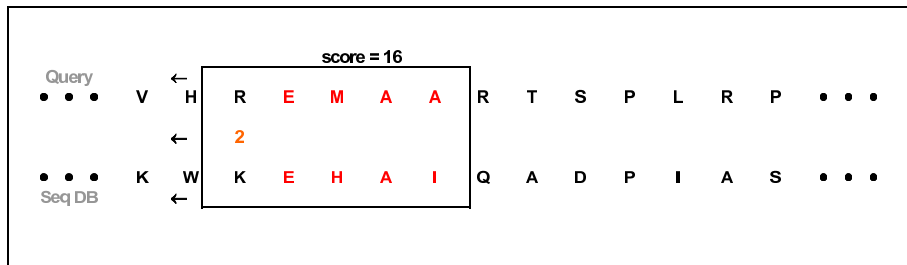 score = 16
Query
← 
• • • V H R E M A A R T S P L R P • • •
← 2
• • • K W K E H A I Q A D P I A S • • •
Seq DB
←